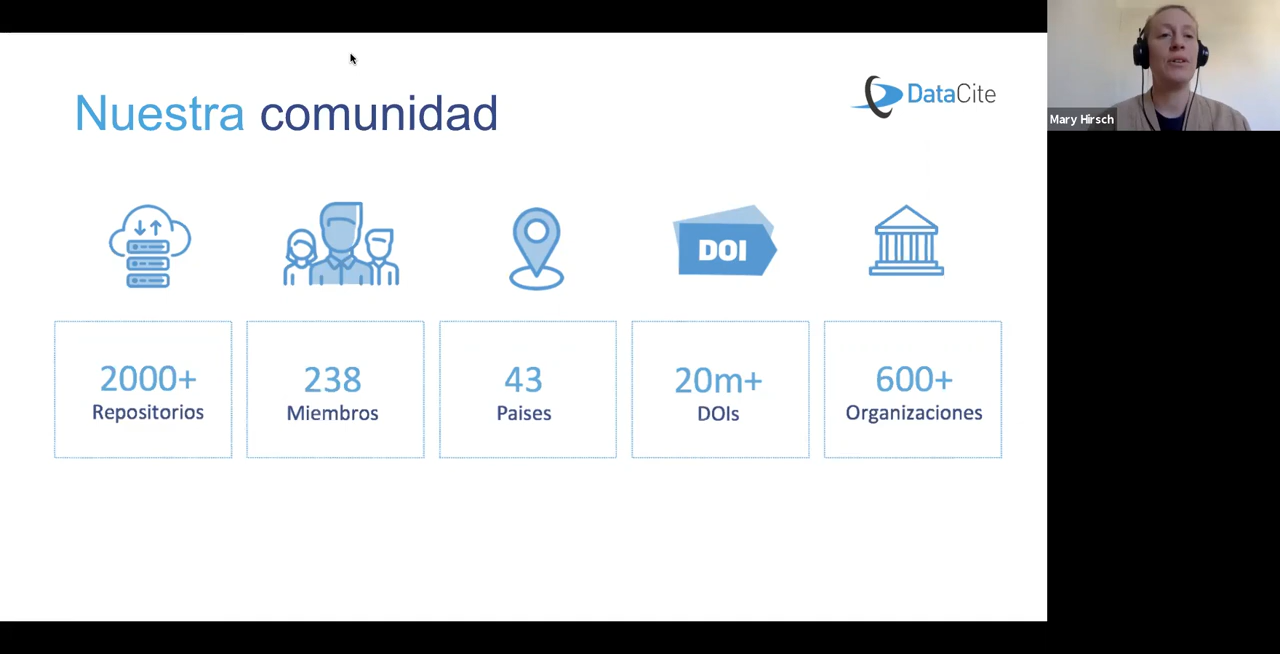 Nuestra comunidad
DataCite
Mary Hirsch
DOI
2000+
Repositorios
238
Miembros
43
Paises
20m+
DOIs
600+
Organizaciones